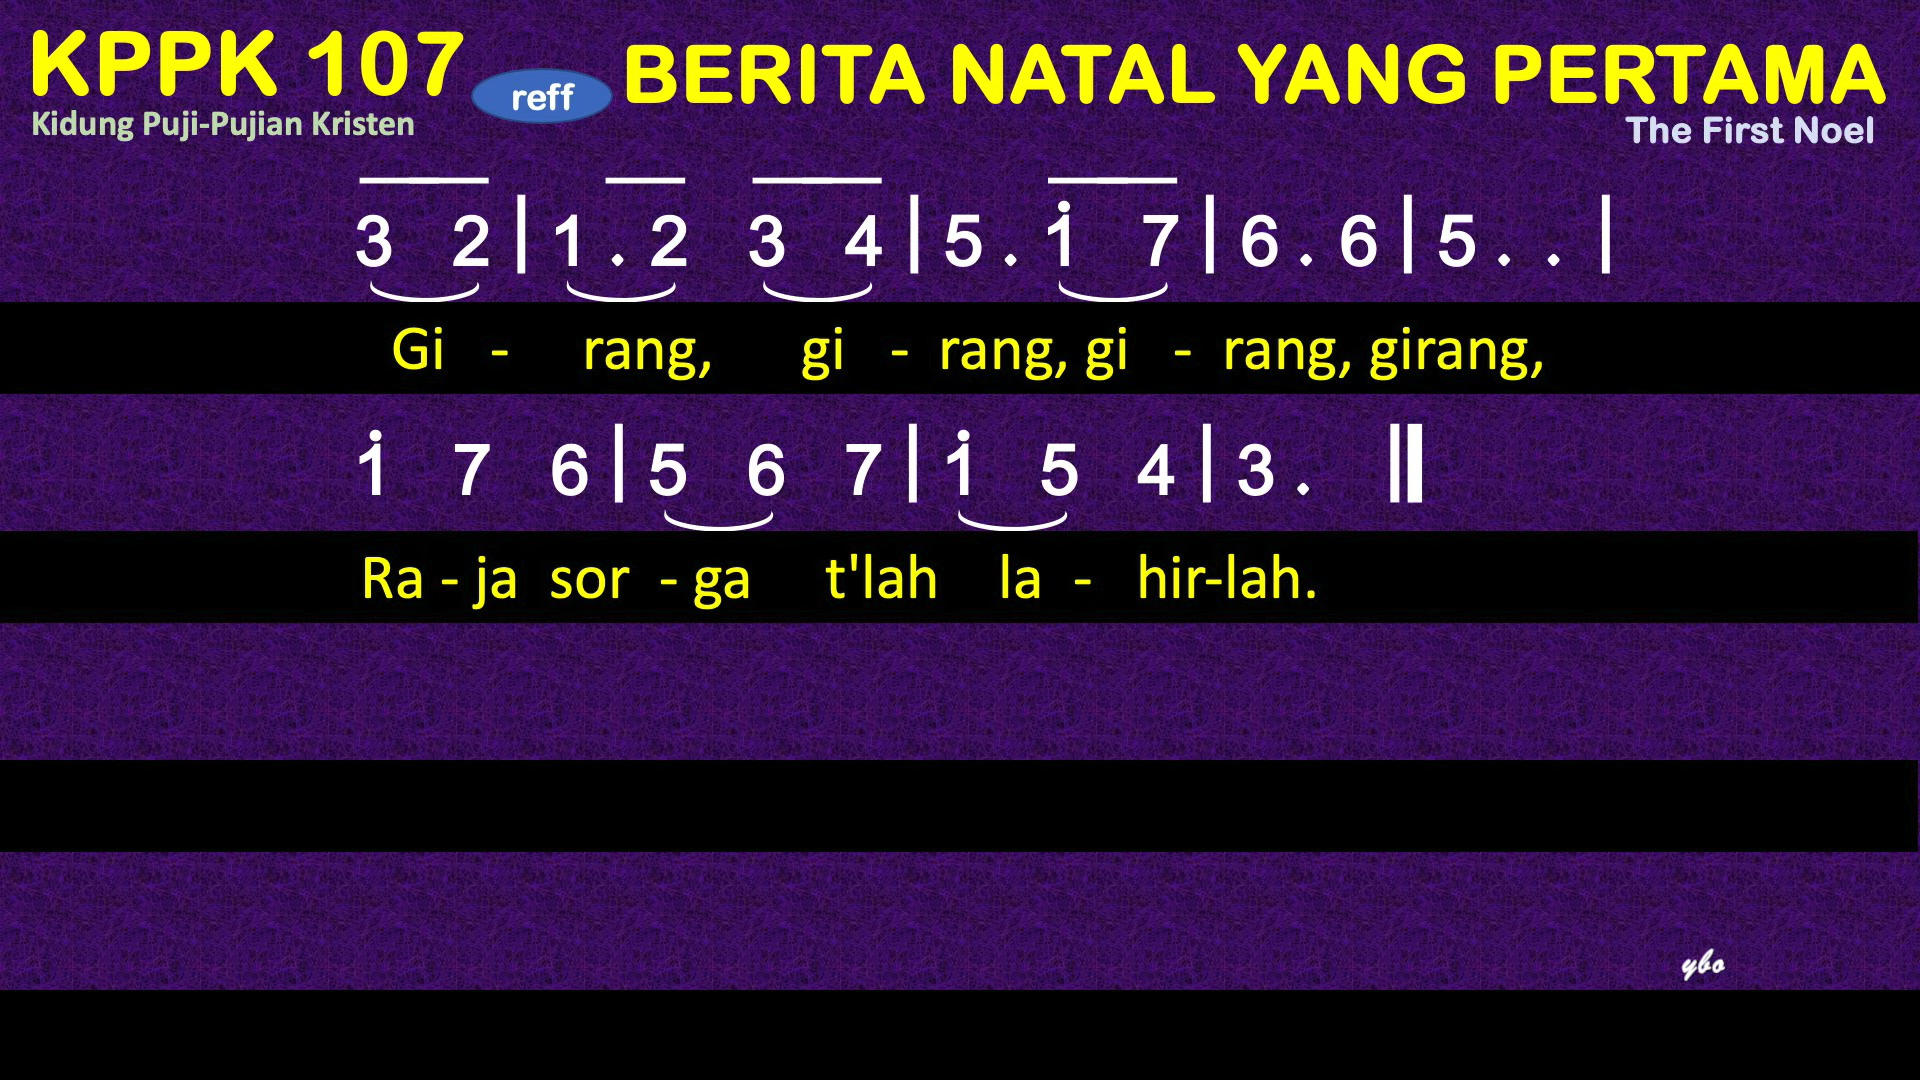 KPPK 107 reff BERITA NATAL YANG PERTAMA
Kidung Puji-Pujian Kristen The First Noel
3 2 | 1 . 2 3 4 | 5 . i 7 | 6 . 6 | 5 . . |
Gi - rang, gi - rang, gi - rang, girang,
i 7 6 | 5 6 7 | i 5 4 | 3 . ||
Ra - ja sor - ga t'lah la - hir-lah.
ybo